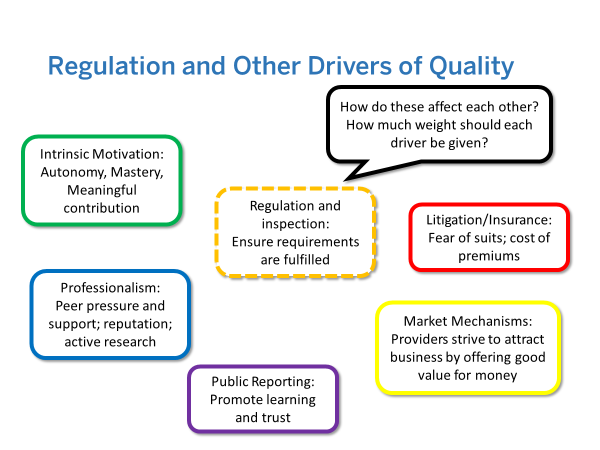 Regulation and Other Drivers of Quality
How do these affect each other?
How much weight should each
driver be given?
Intrinsic Motivation:
Autonomy, Mastery,
Meaningful
contribution
Regulation and
inspection:
Ensure requirements
are fulfilled
Litigation/Insurance:
Fear of suits; cost of
premiums
Professionalism:
Peer pressure and
support; reputation;
active research
Market Mechanisms:
Providers strive to attract
business by offering good
value for money
Public Reporting:
Promote learning
and trust